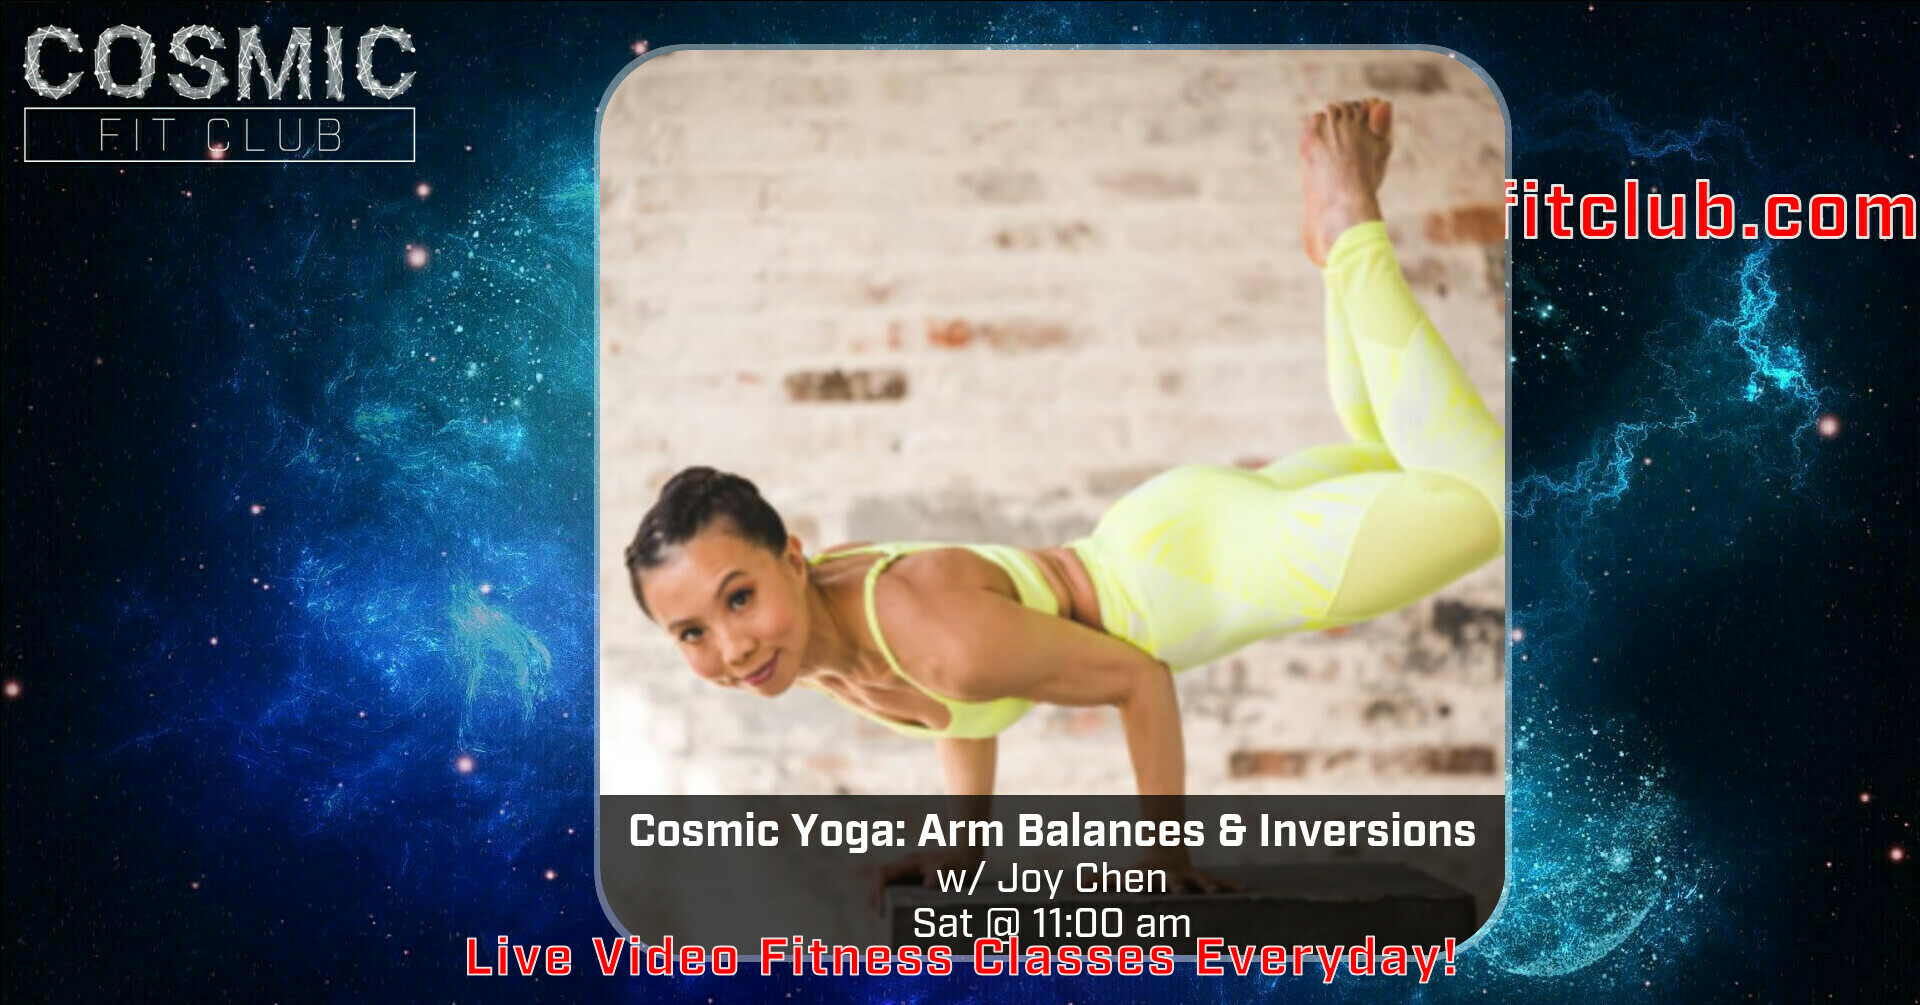 COSMIC
FIT CLUB
fitclub.com
Cosmic Yoga: Arm Balances & Inversions
w/ Joy Chen
Sat @ 11:00 am
Live Video Fitness Classes Everyday!